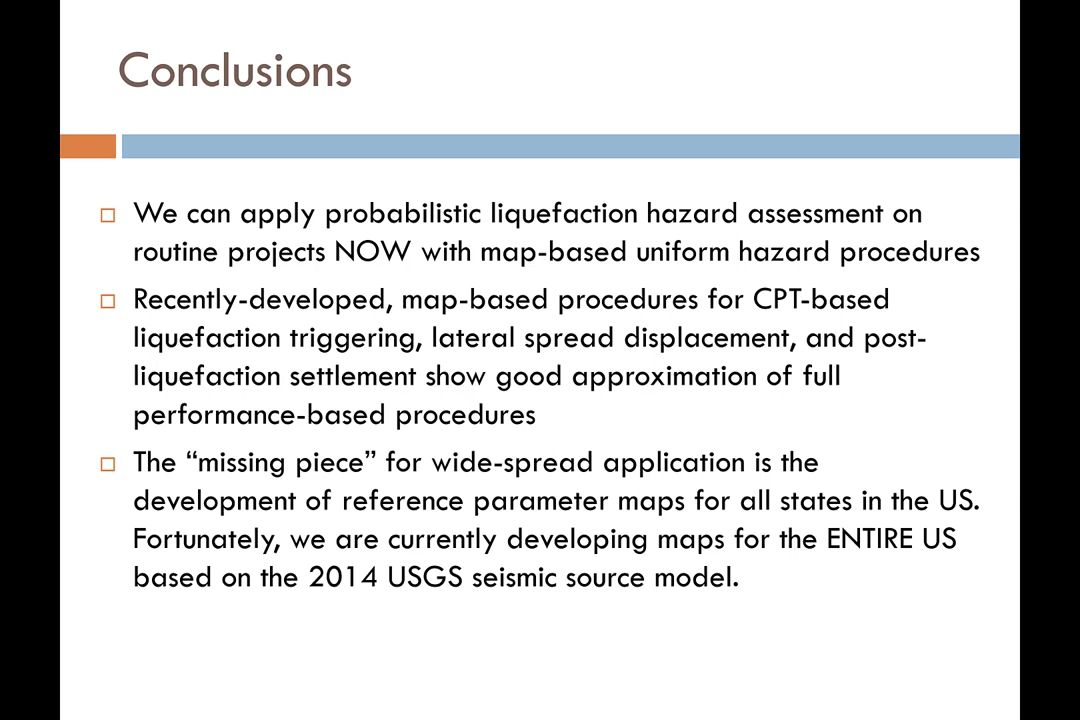 Conclusions
We can apply probabilistic liquefaction hazard assessment on
routine projects NOW with map-based uniform hazard procedures
Recently-developed, map-based procedures for CPT-based
liquefaction triggering, lateral spread displacement, and post-
liquefaction settlement show good approximation of full
performance-based procedures
The “missing piece” for wide-spread application is the
development of reference parameter maps for all states in the US.
Fortunately, we are currently developing maps for the ENTIRE US
based on the 2014 USGS seismic source model.